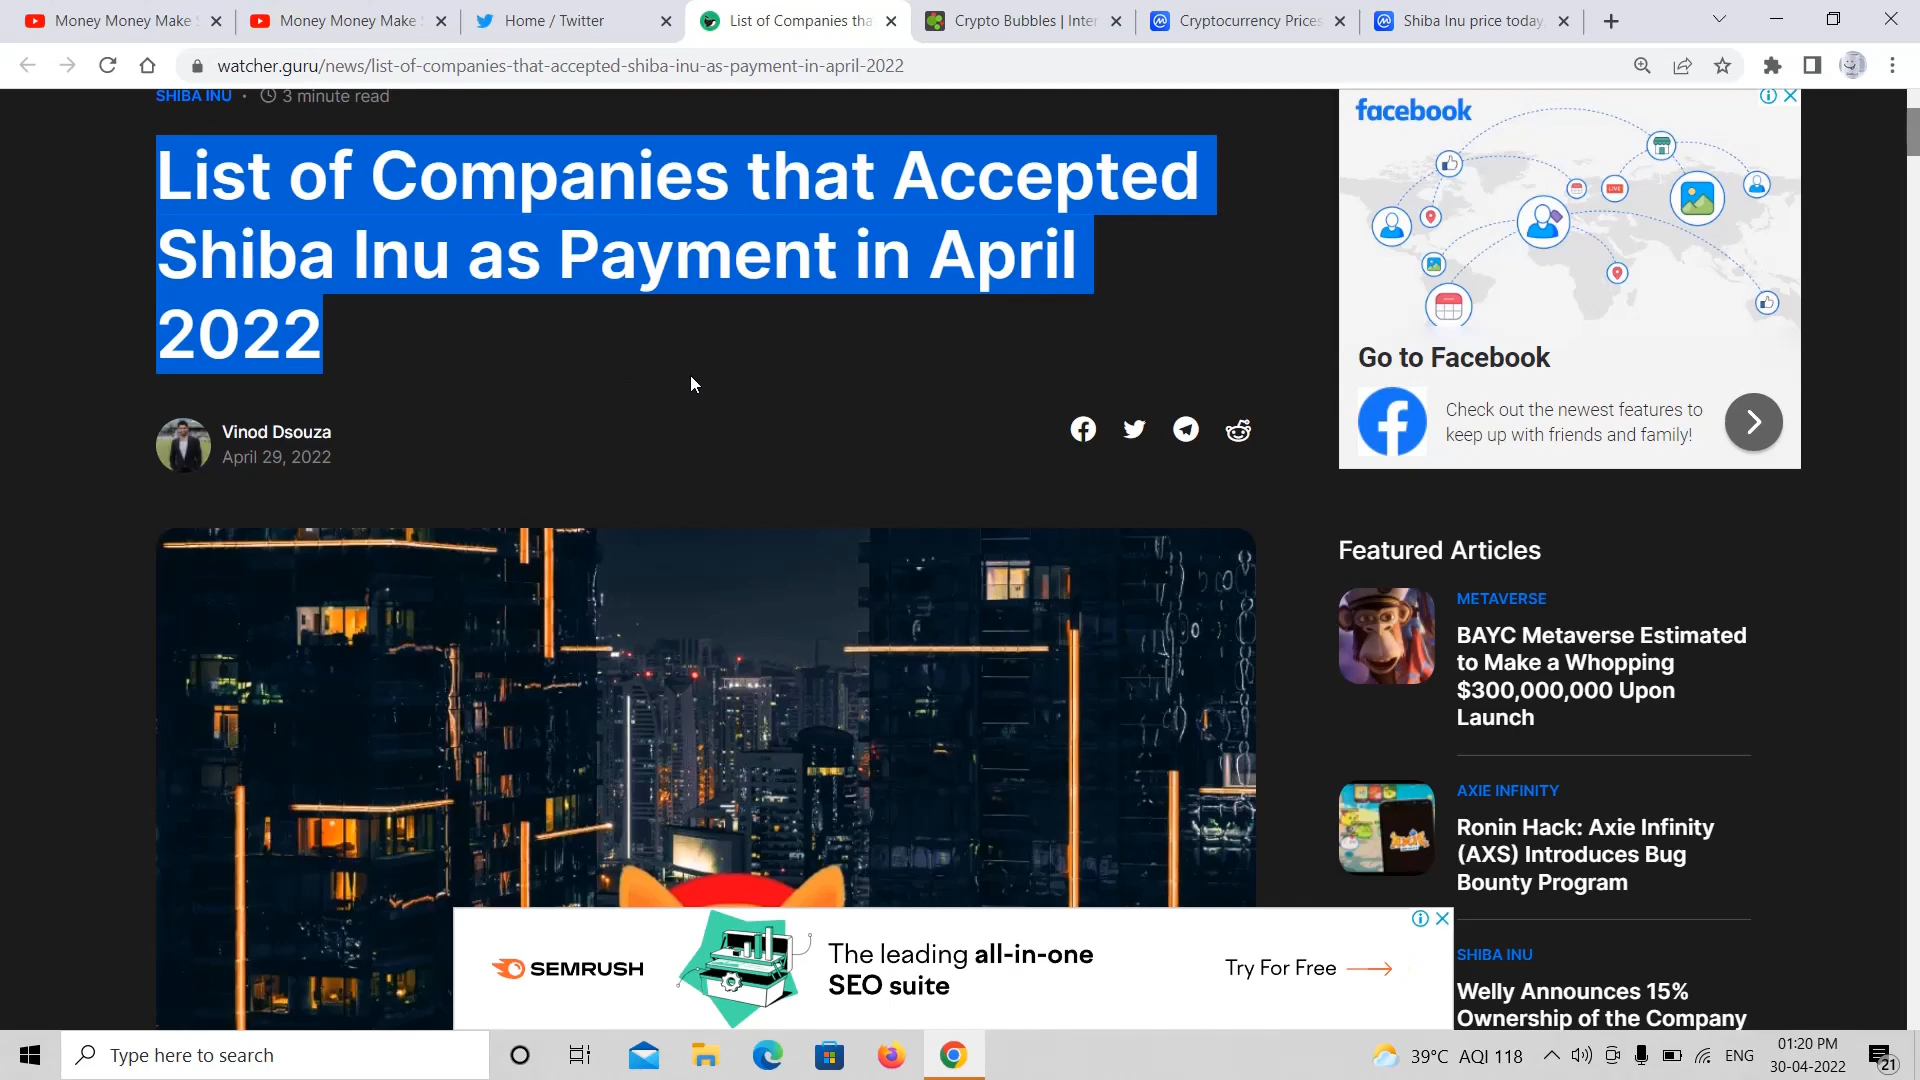 Money Money Make S
Money Money Make S
Home / Twitter
List of Companies tha
Crypto Bubbles | Inter
Cryptocurrency Prices
Shiba Inu price today,
watcher.guru/news/list-of-companies-that-accepted-shiba-inu-as-payment-in-april-2022
SHIBA INU • 3 minute read
List of Companies that Accepted
Shiba Inu as Payment in April
2022
Vinod Dsouza
April 29, 2022
facebook
LIVE
Go to Facebook
Check out the newest features to
keep up with friends and family!
Featured Articles
METAVERSE
BAYC Metaverse Estimated
to Make a Whopping
$300,000,000 Upon
Launch
AXIE INFINITY
Ronin Hack: Axie Infinity
(AXS) Introduces Bug
Bounty Program
SHIBA INU
Welly Announces 15%
Ownership of the Company
SEMRUSH
The leading all-in-one
SEO suite
Try For Free
Type here to search
39°C AQI 118
ENG
01:20 PM
30-04-2022
21